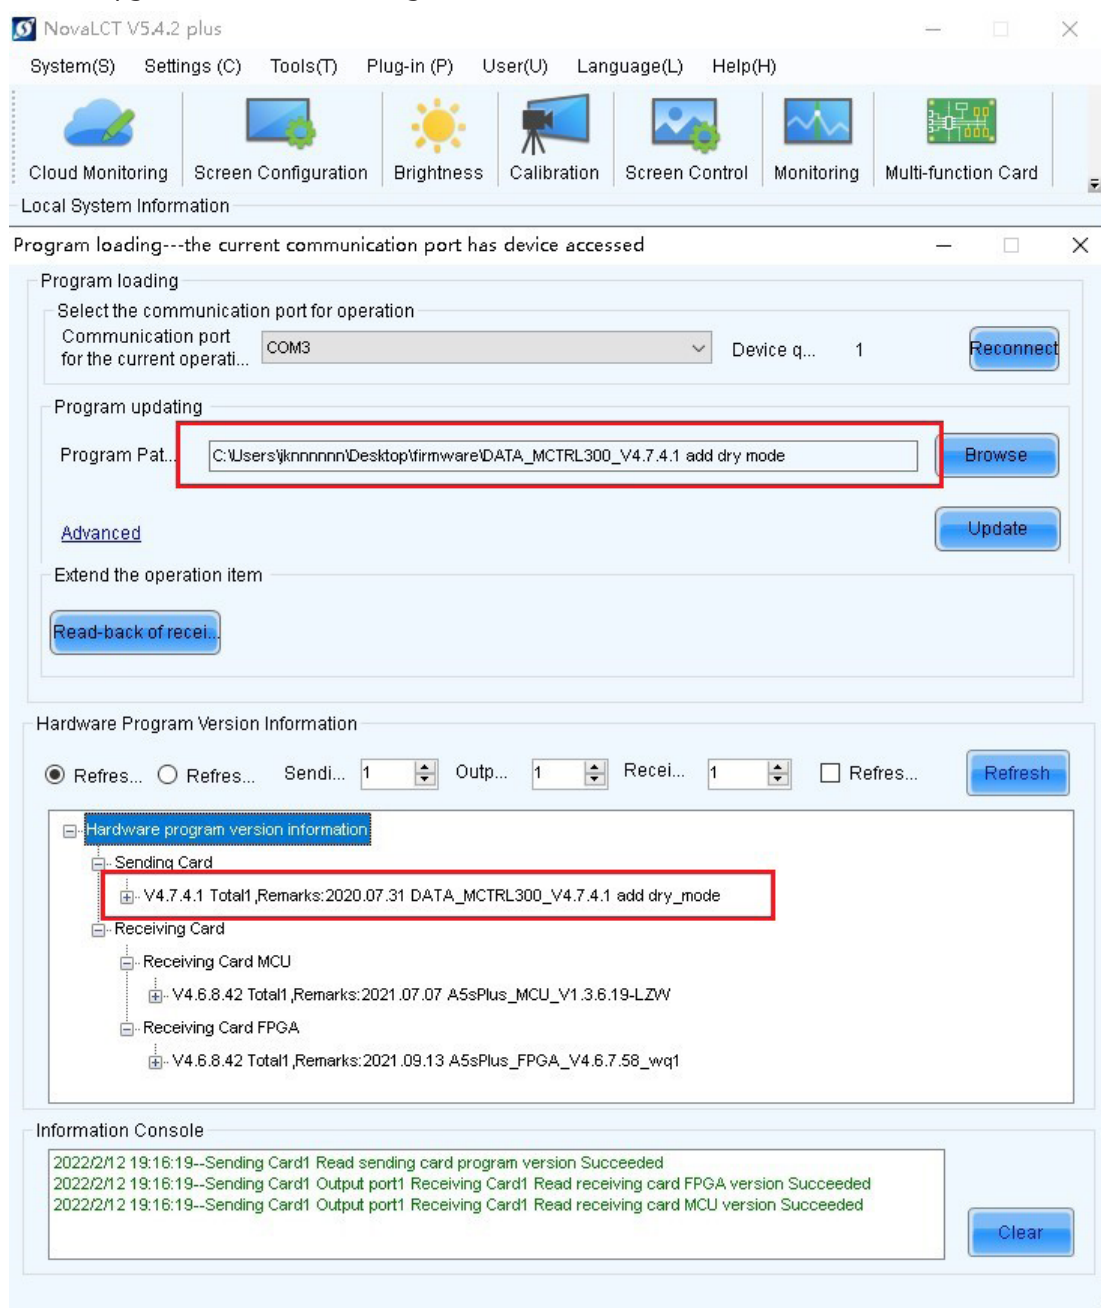 NovaLCT V5.4.2 plus
System(S) Settings (C) Tools(T) Plug-in (P) User(U) Language(L) Help(H)
Cloud Monitoring Screen Configuration Brightness Calibration Screen Control Monitoring Multi-function Card
Local System Information
Program loading---the current communication port has device accessed
Program loading
Select the communication port for operation
Communication port
for the current operati... COM3 Device q... 1 Reconnect
Program updating
Program Pat... C:\Users\jknnnnnn\Desktop\firmware\DATA_MCTRL300_V4.7.4.1 add dry mode Browse
Advanced Update
Extend the operation item
Read-back of recei...
Hardware Program Version Information
Refres... Refres... Sendi... 1 Outp... 1 Recei... 1 Refres... Refresh
Hardware program version information
Sending Card
V4.7.4.1 Total1 ,Remarks:2020.07.31 DATA_MCTRL300_V4.7.4.1 add dry_mode
Receiving Card
Receiving Card MCU
V4.6.8.42 Total1 ,Remarks:2021.07.07 A5sPlus_MCU_V1.3.6.19-LZW
Receiving Card FPGA
V4.6.8.42 Total1 ,Remarks:2021.09.13 A5sPlus_FPGA_V4.6.7.58_wq1
Information Console
2022/2/12 19:16:19--Sending Card1 Read sending card program version Succeeded
2022/2/12 19:16:19--Sending Card1 Output port1 Receiving Card1 Read receiving card FPGA version Succeeded
2022/2/12 19:16:19--Sending Card1 Output port1 Receiving Card1 Read receiving card MCU version Succeeded
Clear